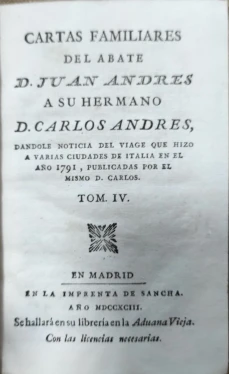 CARTAS FAMILIARES
DEL ABATE
D. JUAN ANDRES
A SU HERMANO
D. CARLOS ANDRES,
DANDOLE NOTICIA DEL VIAGE QUE HIZO
A VARIAS CIUDADES DE ITALIA EN EL
AÑO 1791, PUBLICADAS POR EL
MISMO D. CARLOS.
TOM. IV.
EN MADRID
EN LA IMPRENTA DE SANCHA.
AÑO MDCCXCIII.
Se hallará en su libreria en la Aduana Vieja.
Con las licencias necesarias.